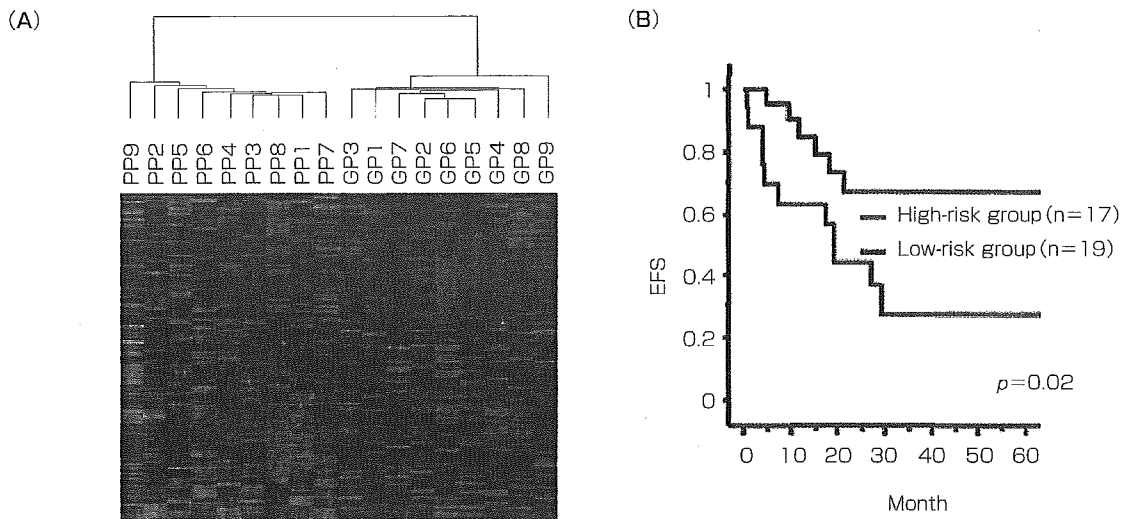 (A)
PP9 PP2 PP5 PP6 PP4 PP3 PP8 PP1 PP7 GP3 GP1 GP7 GP2 GP6 GP5 GP4 GP8 GP9
(B)
EFS
1
0.8
0.6
0.4
0.2
0
High-risk group (n=17)
Low-risk group (n=19)
p=0.02
0 10 20 30 40 50 60
Month